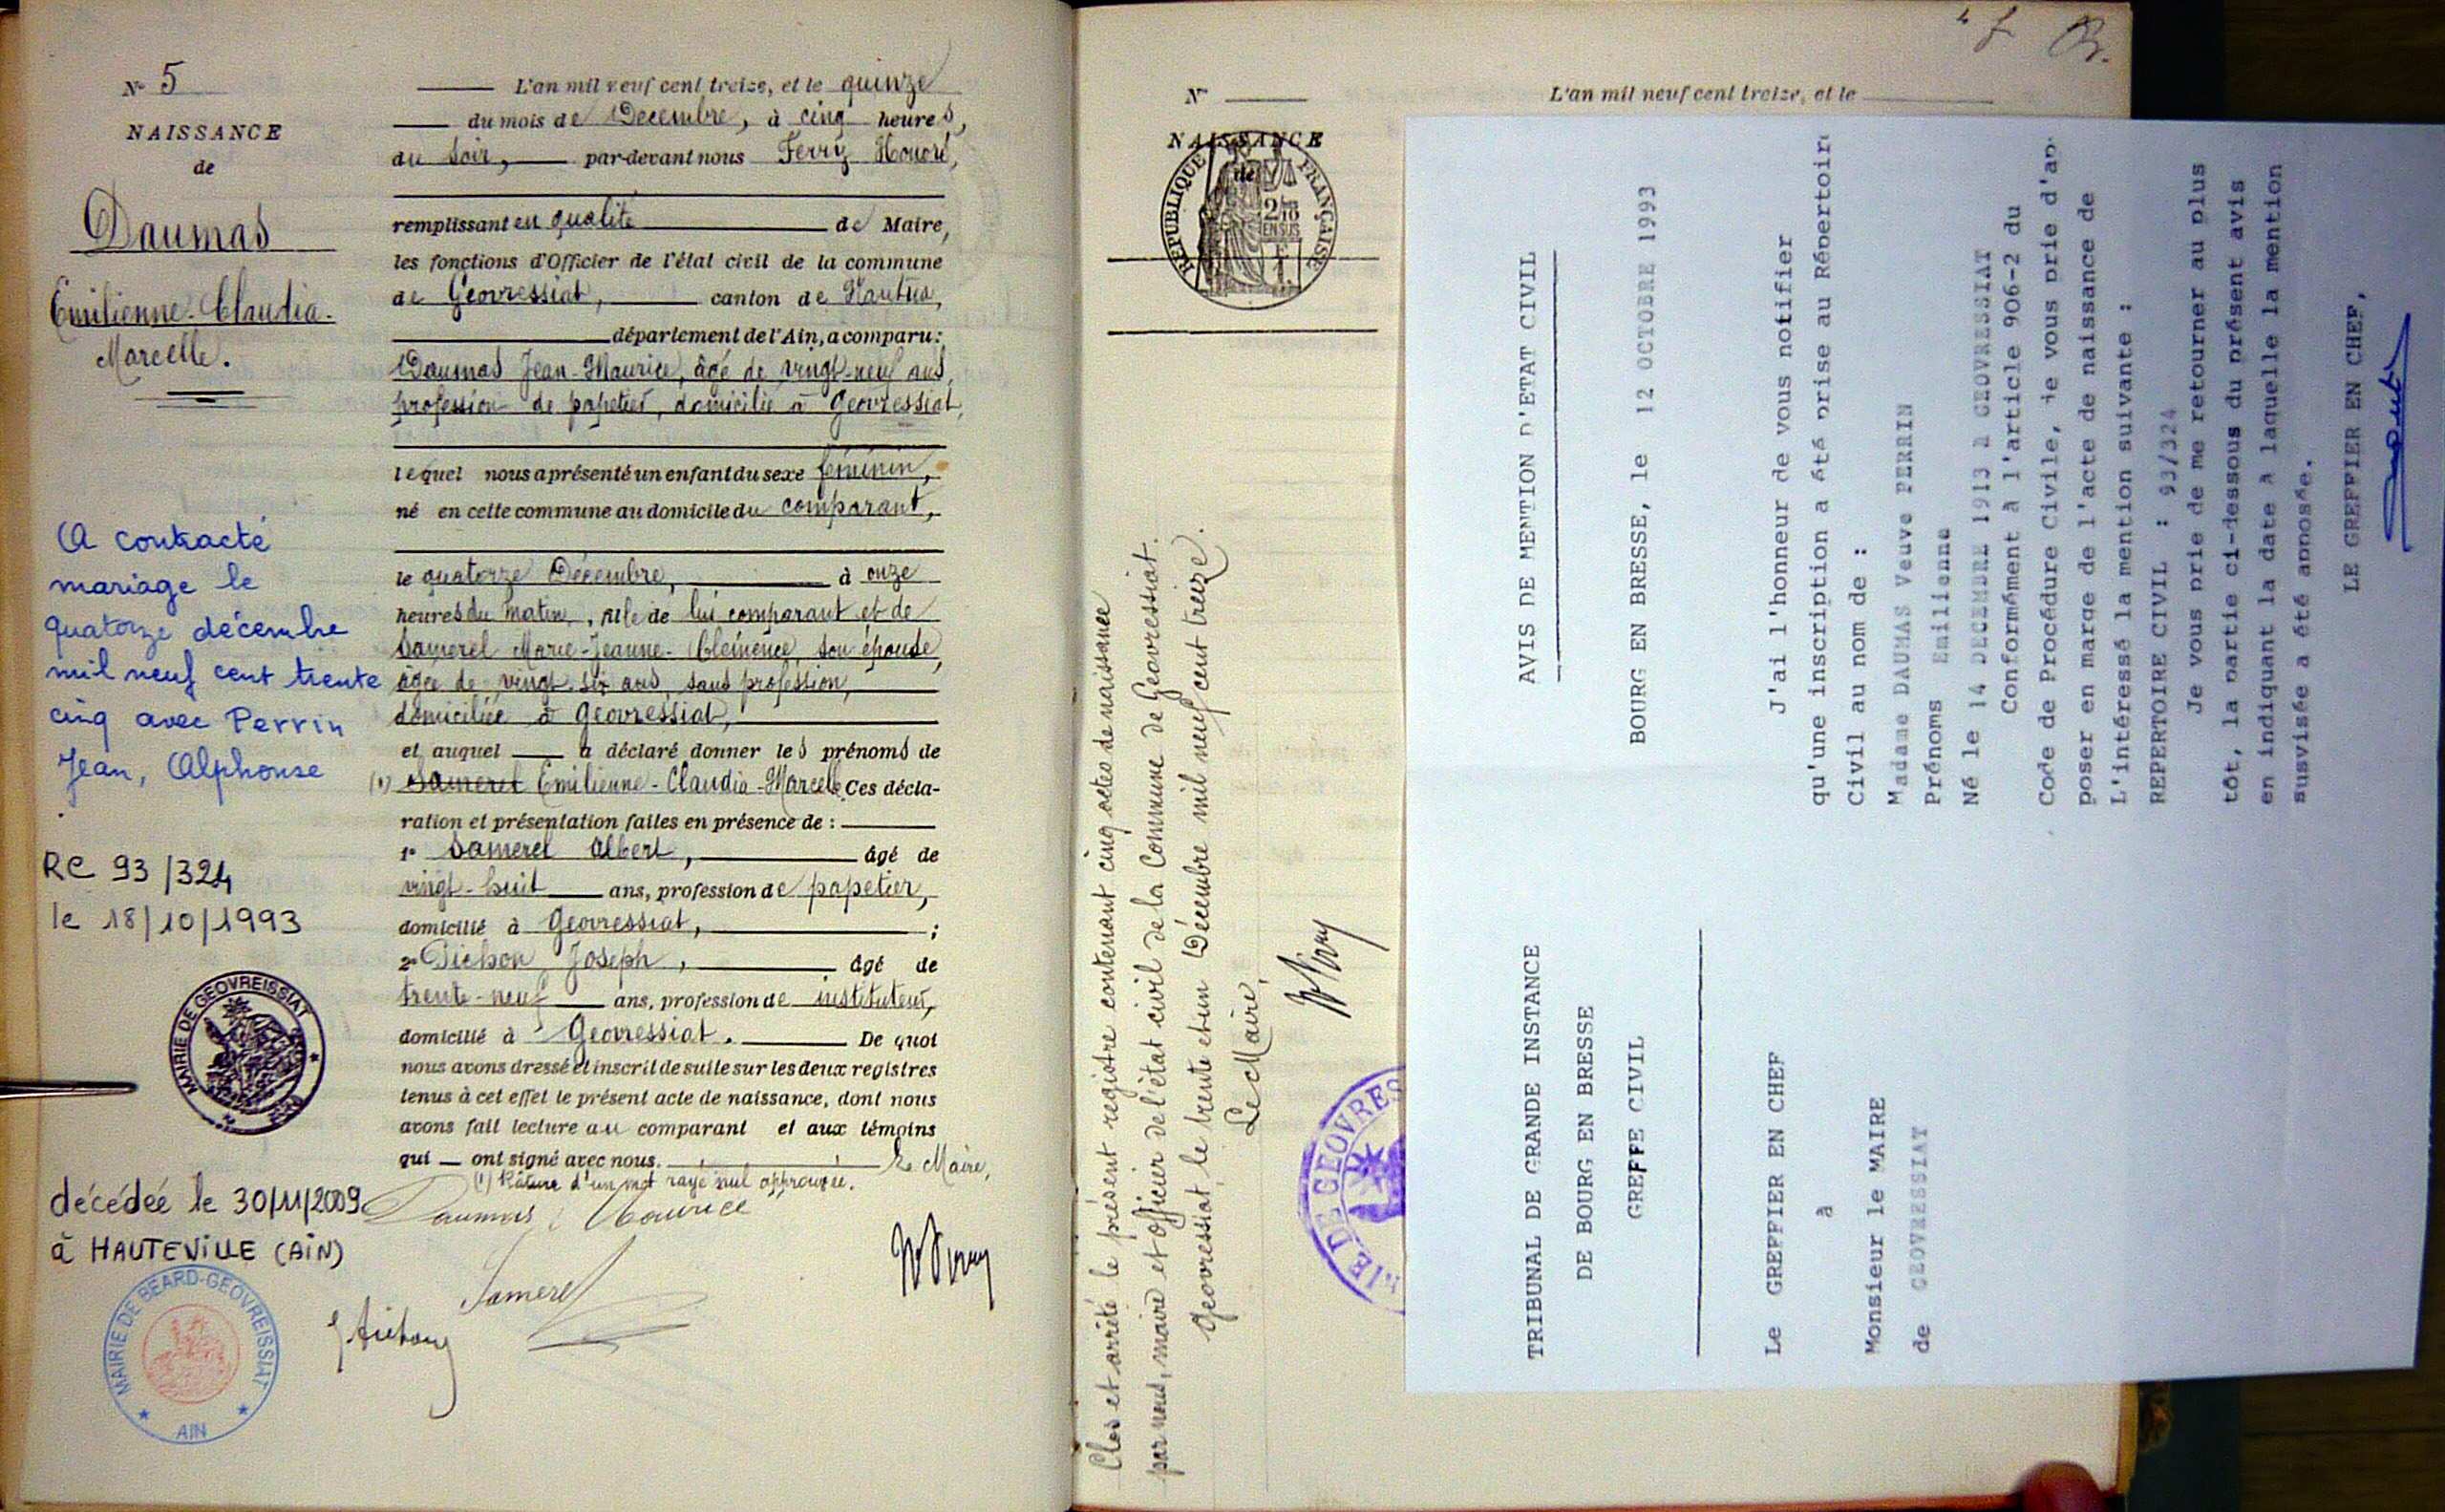 N° 5
NAISSANCE
de
Daumas
Emilienne-Claudia-
Marcelle.
A contracté
mariage le
quatorze décembre
mil neuf cent trente
cinq avec Perrin
Jean, Alphonse
RC 93/324
le 18/10/1993
MAIRIE DE GEOVREISSIAT
décédée le 30/11/2009
à HAUTEVILLE (AIN)
MAIRIE DE BEARD-GEOVREISSIAT
AIN
L'an mil neuf cent treize, et le quinze
du mois de Décembre, à cinq heures,
du soir, par-devant nous Ferry Honoré,
remplissant en qualité de Maire,
les fonctions d'Officier de l'état civil de la commune
de Geovressiat, canton de Nantua,
département de l'Ain, a comparu:
Daumas Jean-Maurice, âgé de vingt-neuf ans,
profession de papetier, domicilié à Geovressiat,
lequel nous a présenté un enfant du sexe féminin,
né en cette commune au domicile du comparant,
le quatorze Décembre, à onze
heures du matin, fille de lui comparant et de
Samerel Marie-Jeanne-Clémence, son épouse,
âgée de vingt-six ans, sans profession,
domiciliée à Geovressiat,
et auquel a déclaré donner les prénoms de
(1) Samerel Emilienne-Claudia-Marcelle Ces décla-
ration et présentation faites en présence de :
1° Samerel Albert, âgé de
vingt-huit ans, profession de papetier,
domicilié à Geovressiat, ;
2° Pichon Joseph, âgé de
trente-neuf ans, profession de instituteur,
domicilié à Geovressiat. De quoi
nous avons dressé et inscrit de suite sur les deux registres
tenus à cet effet le présent acte de naissance, dont nous
avons fait lecture au comparant et aux témoins
qui ont signé avec nous. Le Maire,
(1) Rature d'un mot rayé nul approuvée.
Daumas Maurice
Samerel
N°
NAISSANCE
de
L'an mil neuf cent treize, et le
REPUBLIQUE FRANÇAISE
Clos et arrêté le présent registre contenant cinq actes de naissance
par nous, maire et officier de l'état civil de la Commune de Geovressiat.
Geovressiat, le trente et un Décembre mil neuf cent treize.
Le Maire,
TRIBUNAL DE GRANDE INSTANCE
DE BOURG EN BRESSE
GREFFE CIVIL
Le GREFFIER EN CHEF
à
Monsieur le MAIRE
de GEOVRESSIAT
AVIS DE MENTION D'ETAT CIVIL
BOURG EN BRESSE, le 12 OCTOBRE 1993
J'ai l'honneur de vous notifier
qu'une inscription a été prise au Répertoire
Civil au nom de :
Madame DAUMAS Veuve PERRIN
Prénoms Emilienne
Né le 14 DECEMBRE 1913 à GEOVRESSIAT
Conformément à l'article 906-2 du
Code de Procédure Civile, je vous prie d'ap-
poser en marge de l'acte de naissance de
L'intéressé la mention suivante :
REPERTOIRE CIVIL : 93/324
Je vous prie de me retourner au plus
tôt, la partie ci-dessous du présent avis
en indiquant la date à laquelle la mention
susvisée a été apposée.
LE GREFFIER EN CHEF,